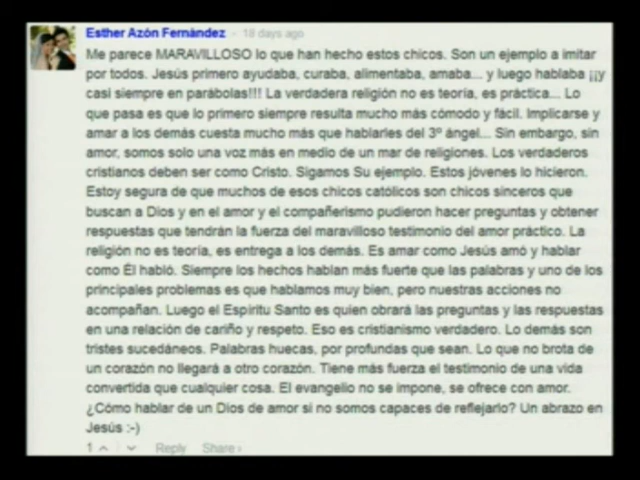 Esther Azón Fernández · 18 days ago
Me parece MARAVILLOSO lo que han hecho estos chicos. Son un ejemplo a imitar
por todos. Jesús primero ayudaba, curaba, alimentaba, amaba... y luego hablaba ¡¡y
casi siempre en parábolas!!! La verdadera religión no es teoría, es práctica... Lo
que pasa es que lo primero siempre resulta mucho más cómodo y fácil. Implicarse y
amar a los demás cuesta mucho más que hablarles del 3º ángel... Sin embargo, sin
amor, somos solo una voz más en medio de un mar de religiones. Los verdaderos
cristianos deben ser como Cristo. Sigamos Su ejemplo. Estos jóvenes lo hicieron.
Estoy segura de que muchos de esos chicos católicos son chicos sinceros que
buscan a Dios y en el amor y el compañerismo pudieron hacer preguntas y obtener
respuestas que tendrán la fuerza del maravilloso testimonio del amor práctico. La
religión no es teoría, es entrega a los demás. Es amar como Jesús amó y hablar
como Él habló. Siempre los hechos hablan más fuerte que las palabras y uno de los
principales problemas es que hablamos muy bien, pero nuestras acciones no
acompañan. Luego el Espíritu Santo es quien obrará las preguntas y las respuestas
en una relación de cariño y respeto. Eso es cristianismo verdadero. Lo demás son
tristes sucedáneos. Palabras huecas, por profundas que sean. Lo que no brota de
un corazón no llegará a otro corazón. Tiene más fuerza el testimonio de una vida
convertida que cualquier cosa. El evangelio no se impone, se ofrece con amor.
¿Cómo hablar de un Dios de amor si no somos capaces de reflejarlo? Un abrazo en
Jesús :-)
1 Reply Share ›